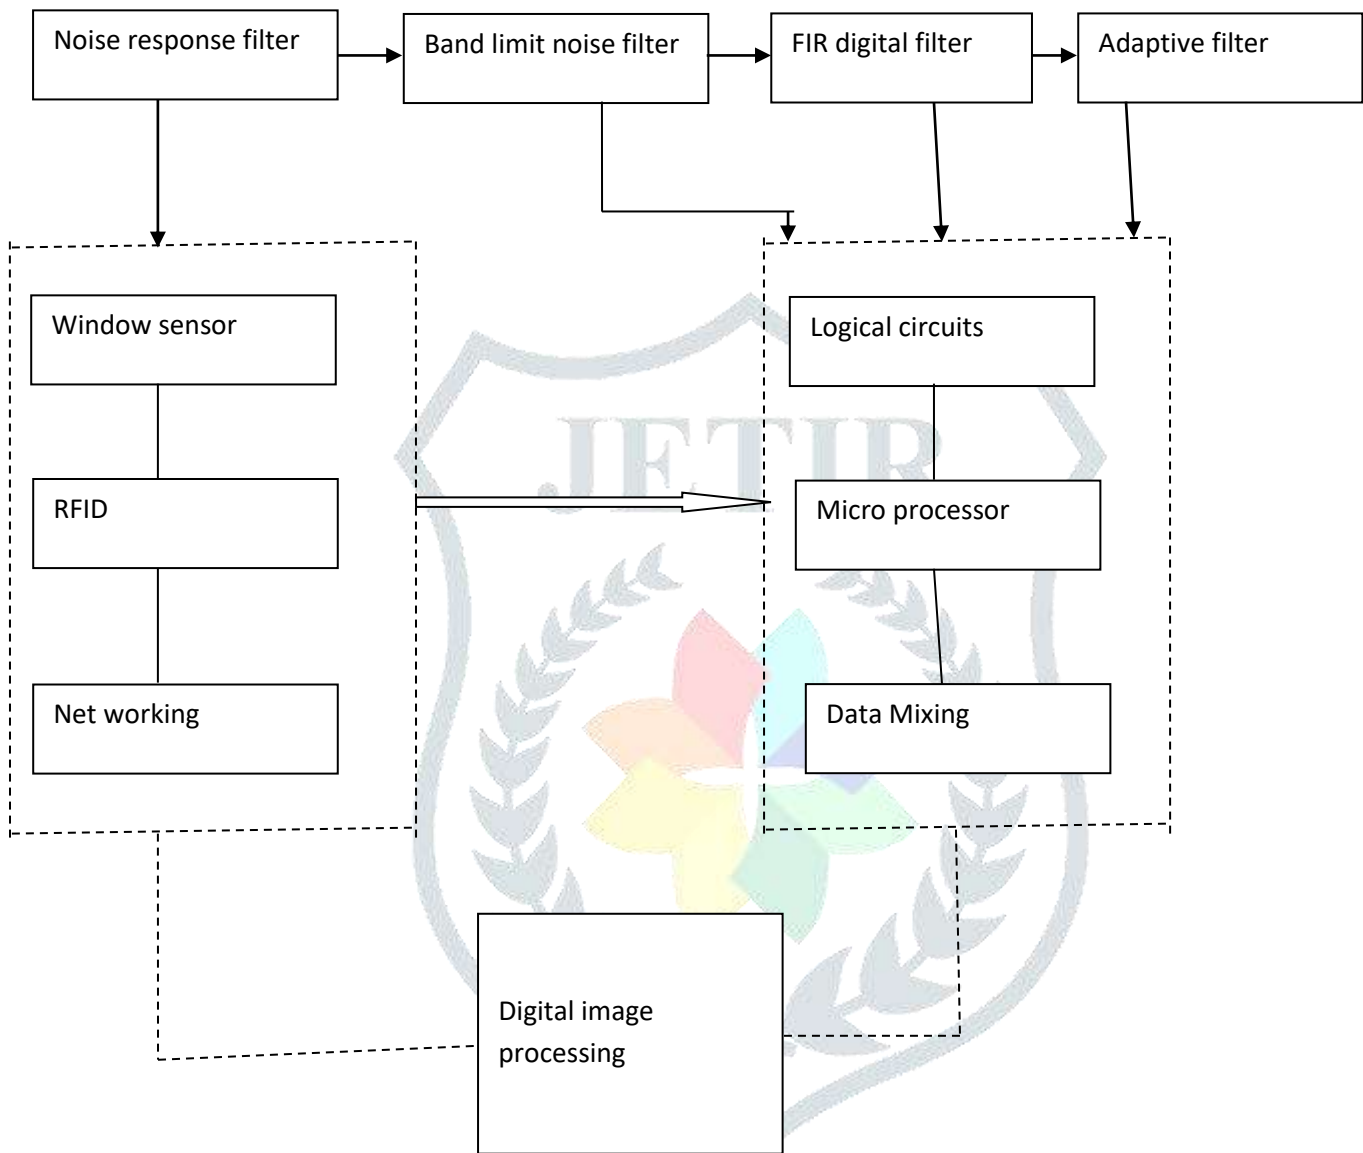 Noise response filter
Band limit noise filter
FIR digital filter
Adaptive filter
Window sensor
Logical circuits
JETIR
RFID
Micro processor
Net working
Data Mixing
Digital image
processing